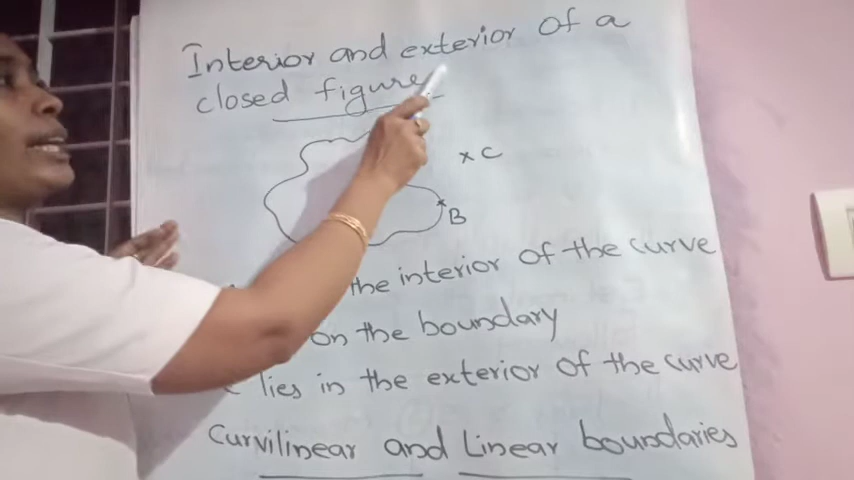 Interior and exterior of a
closed figure
x C
x
B
the interior of the curve
on the boundary
lies in the exterior of the curve
Curvilinear and Linear boundaries